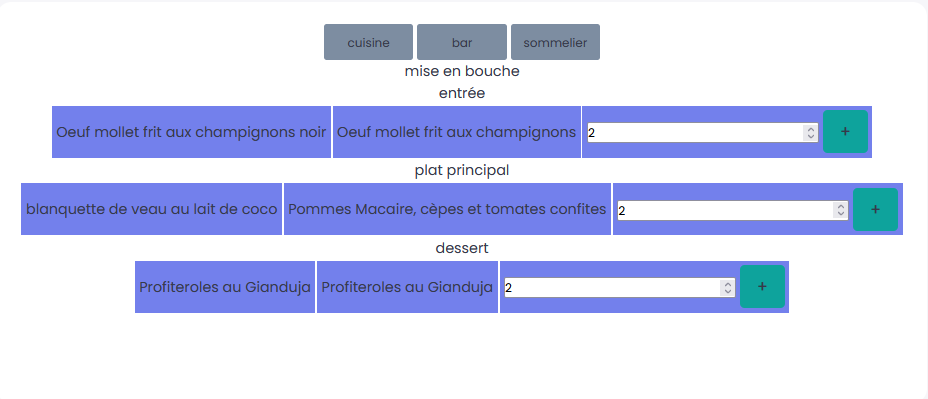 cuisine bar sommelier
mise en bouche
entrée
Oeuf mollet frit aux champignons noir Oeuf mollet frit aux champignons 2 +
plat principal
blanquette de veau au lait de coco Pommes Macaire, cèpes et tomates confites 2 +
dessert
Profiteroles au Gianduja Profiteroles au Gianduja 2 +